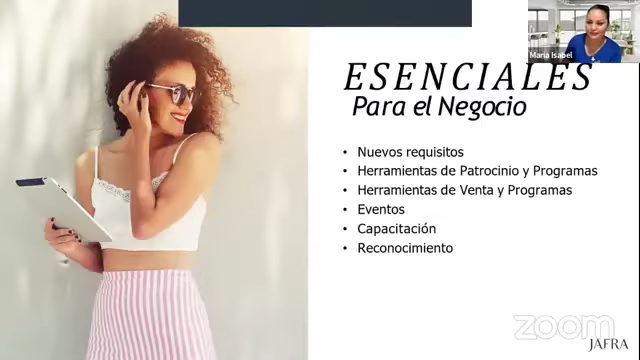 Maria Isabel
ESENCIALES
Para el Negocio
• Nuevos requisitos
• Herramientas de Patrocinio y Programas
• Herramientas de Venta y Programas
• Eventos
• Capacitación
• Reconocimiento
zoom
JAFRA